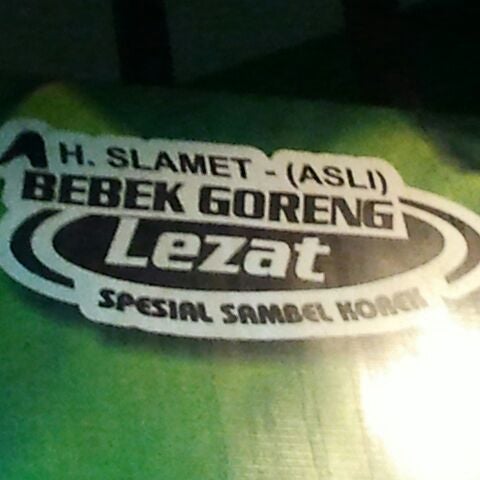 H. SLAMET - (ASLI)
BEBEK GORENG
Lezat
SPESIAL SAMBEL KOREK